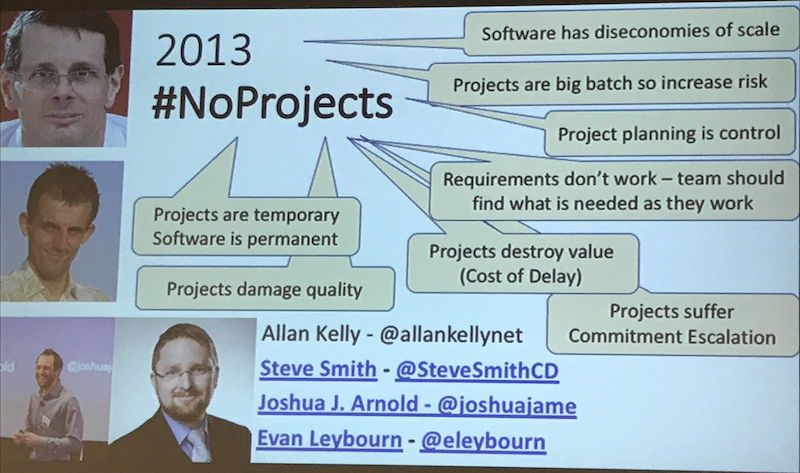 2013
#NoProjects
Software has diseconomies of scale
Projects are big batch so increase risk
Project planning is control
Requirements don't work – team should
find what is needed as they work
Projects are temporary
Software is permanent
Projects destroy value
(Cost of Delay)
Projects damage quality
Projects suffer
Commitment Escalation
Allan Kelly - @allankellynet
Steve Smith - @SteveSmithCD
Joshua J. Arnold - @joshuajame
Evan Leybourn - @eleybourn
old @joshuaj